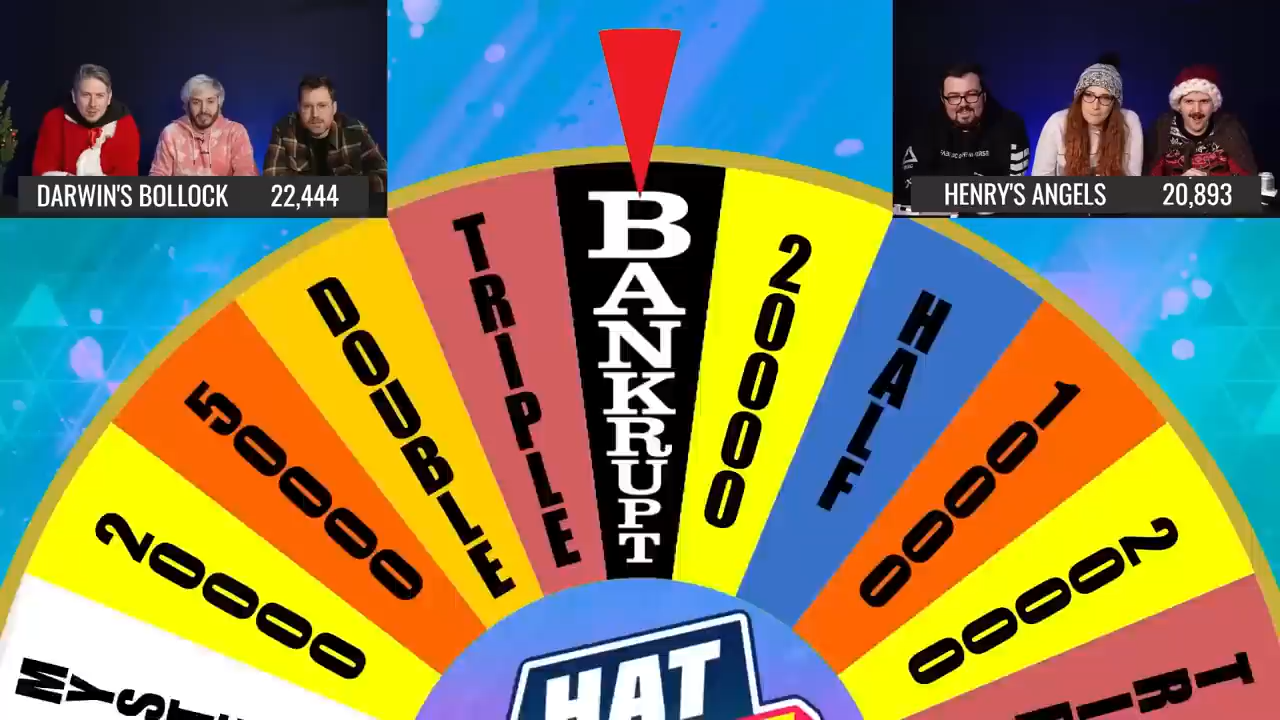 DARWIN'S BOLLOCK 22,444
HENRY'S ANGELS 20,893
20000
50000
DOUBLE
TRIPLE
BANKRUPT
20000
HALF
10000
20000
HAT